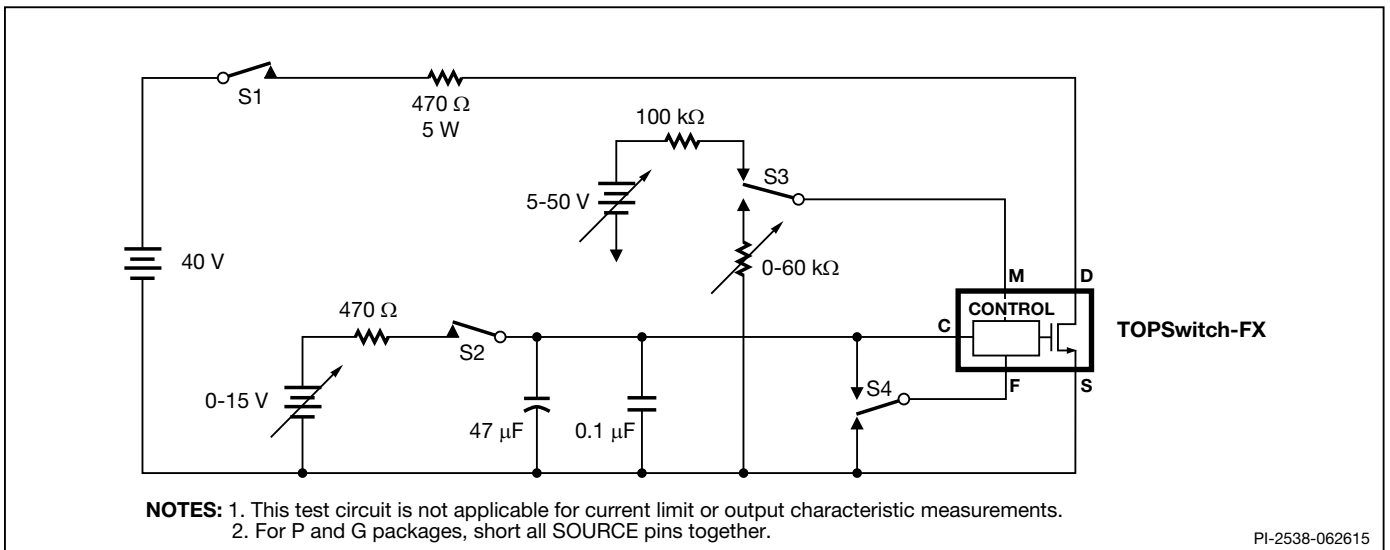 S1
470 Ω
5 W
100 kΩ
S3
5-50 V
40 V
0-60 kΩ
M
D
470 Ω
CONTROL
C
TOPSwitch-FX
S2
S4
F
S
0-15 V
47 μF
0.1 μF
NOTES: 1. This test circuit is not applicable for current limit or output characteristic measurements.
2. For P and G packages, short all SOURCE pins together.
PI-2538-062615